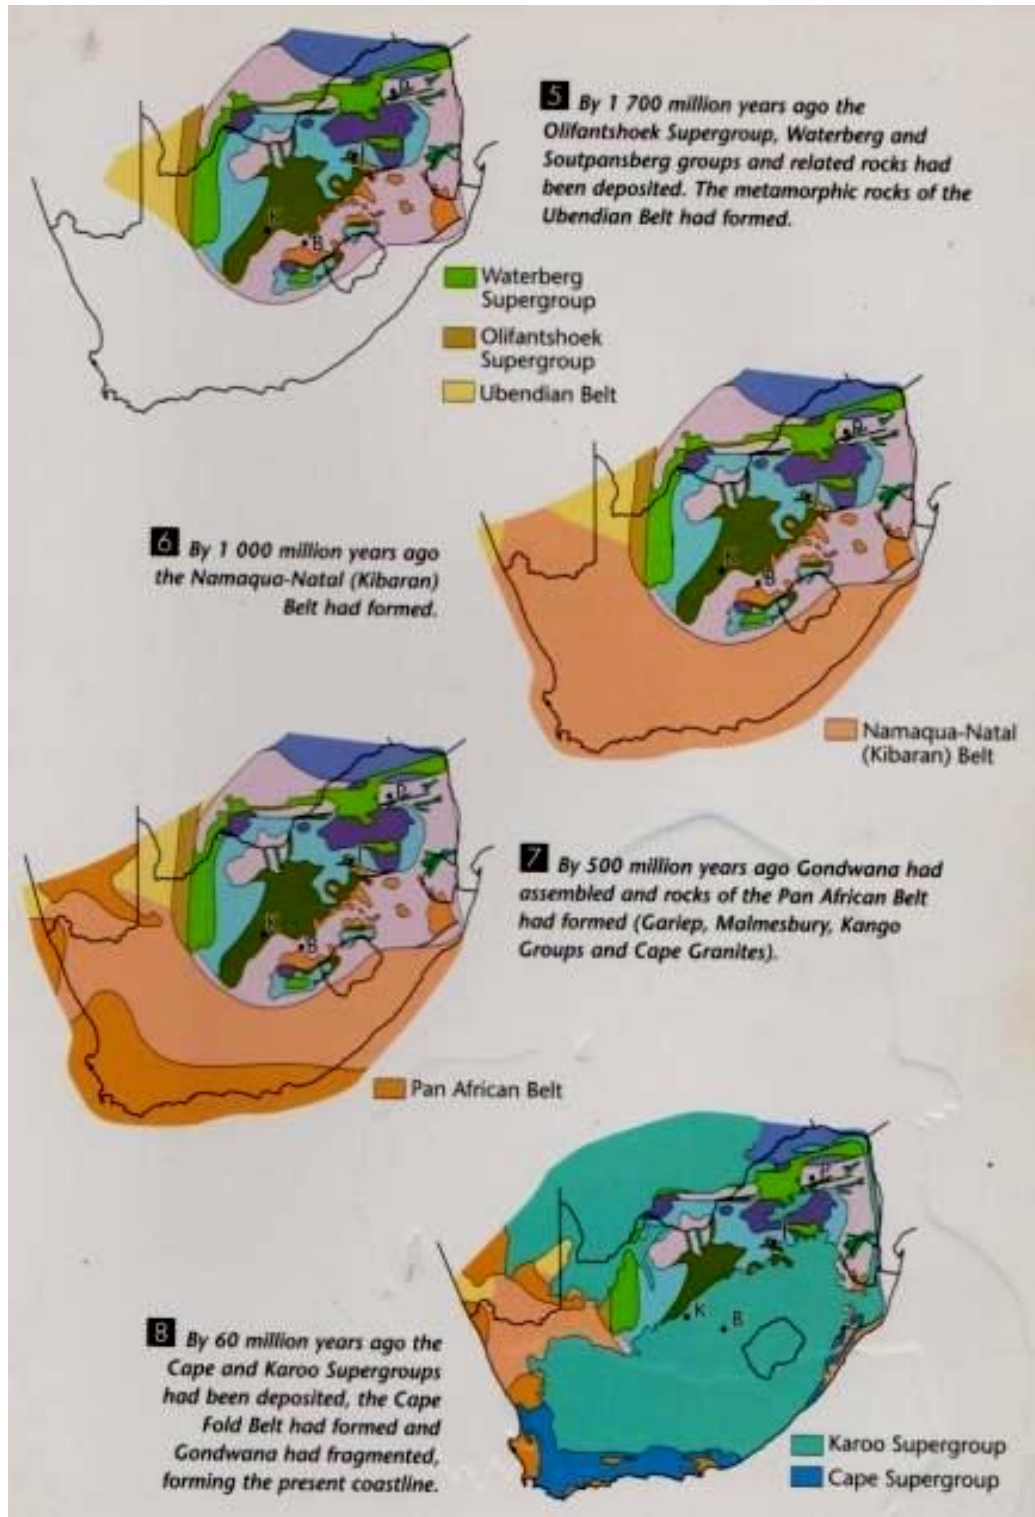 5 By 1 700 million years ago the
Olifantshoek Supergroup, Waterberg and
Soutpansberg groups and related rocks had
been deposited. The metamorphic rocks of the
Ubendian Belt had formed.
K
B
Waterberg
Supergroup
Olifantshoek
Supergroup
Ubendian Belt
6 By 1 000 million years ago
the Namaqua-Natal (Kibaran)
Belt had formed.
K
B
Namaqua-Natal
(Kibaran) Belt
7 By 500 million years ago Gondwana had
assembled and rocks of the Pan African Belt
had formed (Gariep, Malmesbury, Kango
Groups and Cape Granites).
K
B
Pan African Belt
K
B
8 By 60 million years ago the
Cape and Karoo Supergroups
had been deposited, the Cape
Fold Belt had formed and
Gondwana had fragmented,
forming the present coastline.
Karoo Supergroup
Cape Supergroup